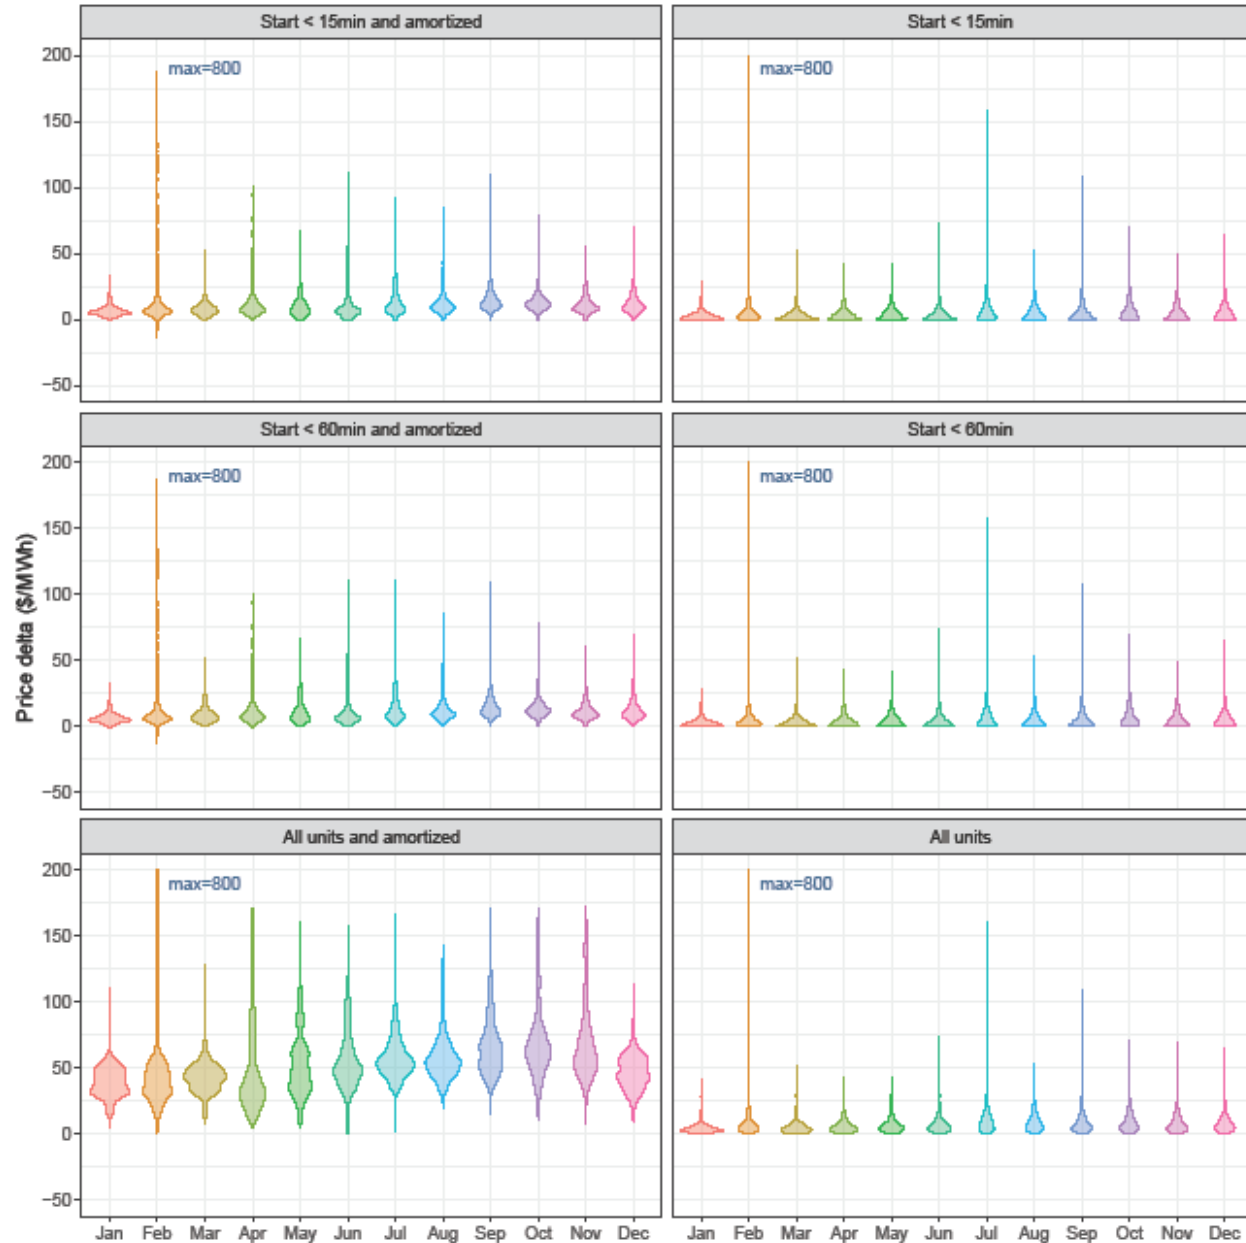 Start < 15min and amortized
Start < 15min
200
150
100
50
0
−50
max=800
max=800
Start < 60min and amortized
Start < 60min
200
150
100
50
0
−50
max=800
max=800
Price delta ($/MWh)
All units and amortized
All units
200
150
100
50
0
−50
max=800
max=800
Jan Feb Mar Apr May Jun Jul Aug Sep Oct Nov Dec
Jan Feb Mar Apr May Jun Jul Aug Sep Oct Nov Dec